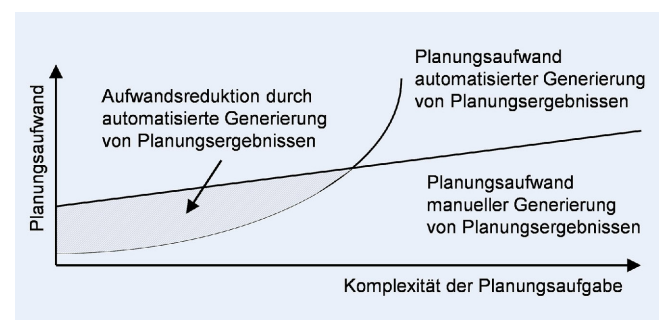 Planungsaufwand
automatisierter Generierung
von Planungsergebnissen
Aufwandsreduktion durch
automatisierte Generierung
von Planungsergebnissen
Planungsaufwand
Planungsaufwand
manueller Generierung
von Planungsergebnissen
Komplexität der Planungsaufgabe